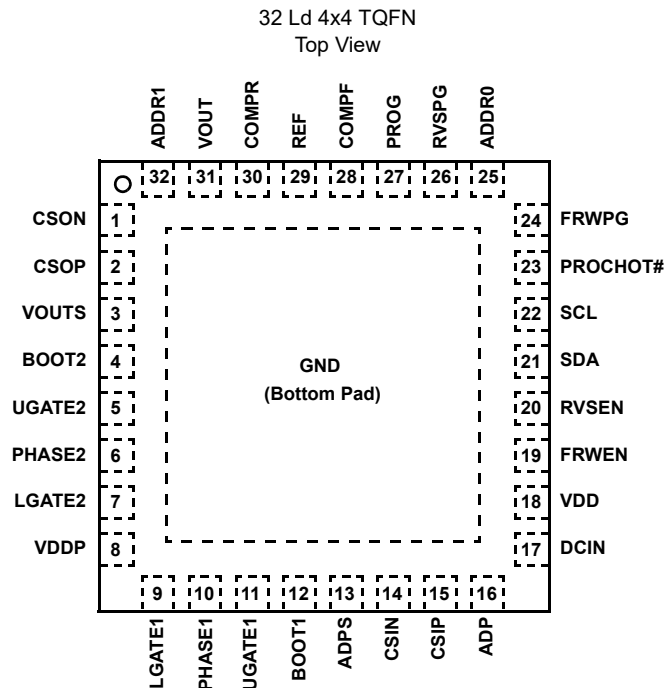 32 Ld 4x4 TQFN
Top View
ADDR1 VOUT COMPR REF COMPF PROG RVSPG ADDR0
32 31 30 29 28 27 26 25
CSON 1 24 FRWPG
CSOP 2 23 PROCHOT#
VOUTS 3 22 SCL
BOOT2 4 21 SDA
GND
(Bottom Pad)
UGATE2 5 20 RVSEN
PHASE2 6 19 FRWEN
LGATE2 7 18 VDD
VDDP 8 17 DCIN
9 10 11 12 13 14 15 16
LGATE1 PHASE1 UGATE1 BOOT1 ADPS CSIN CSIP ADP